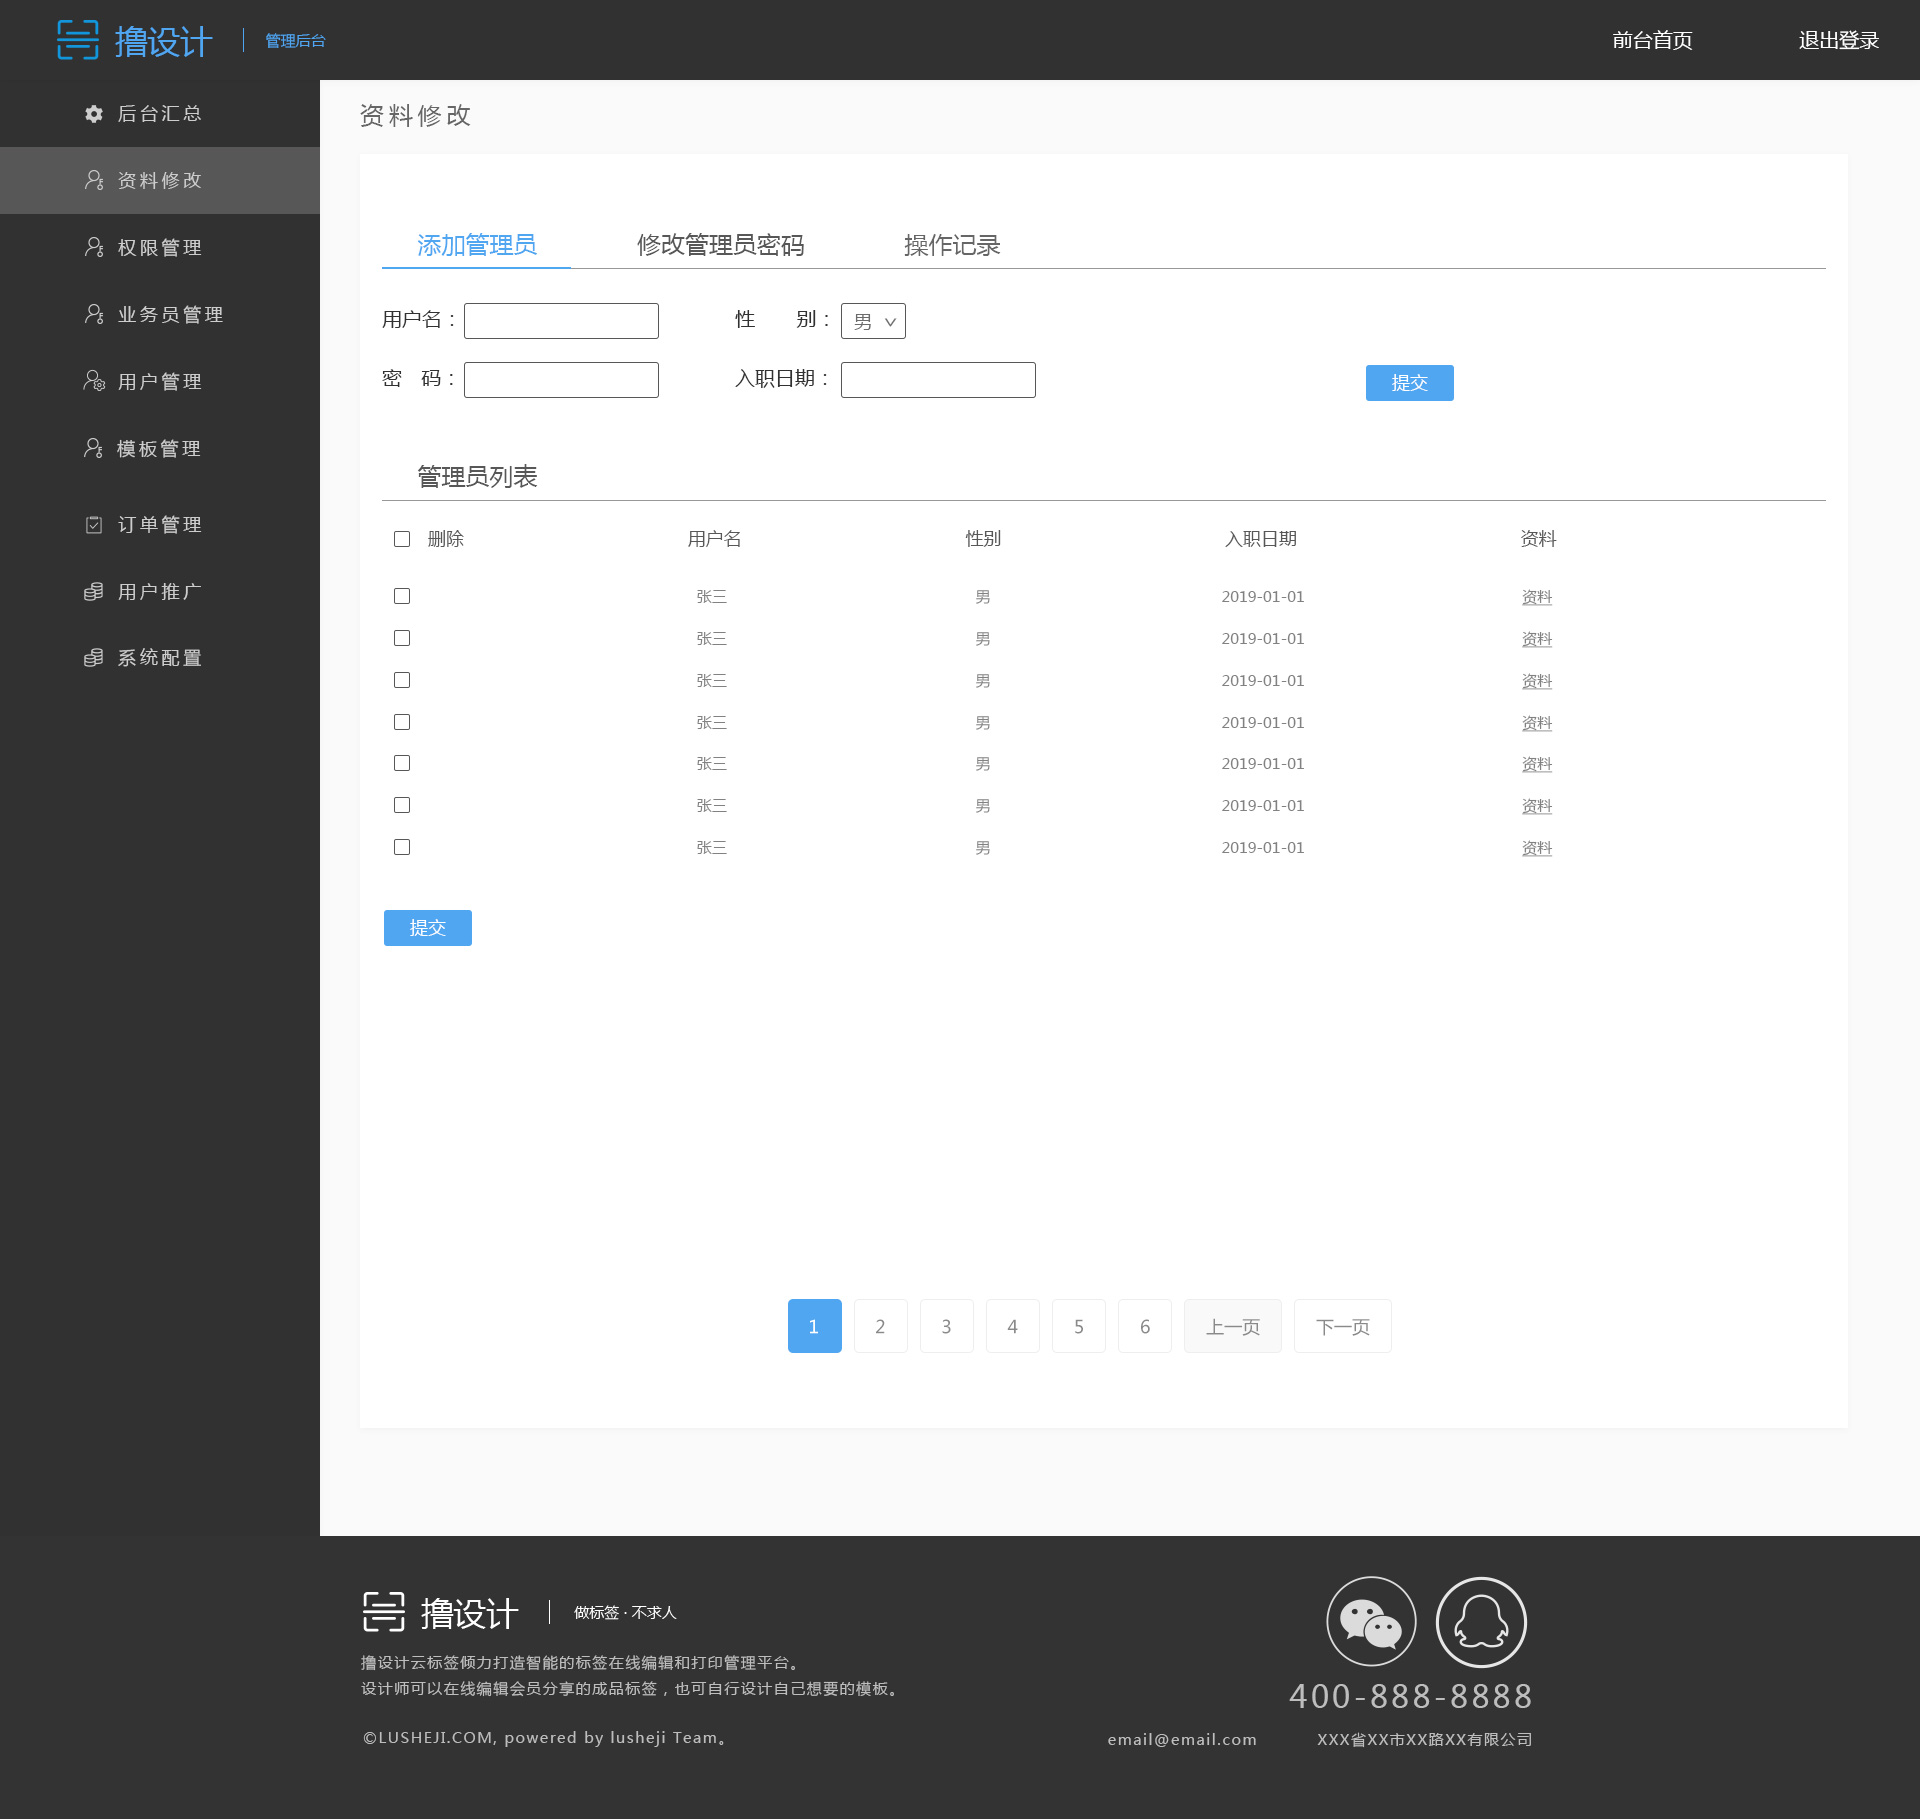 撸设计 管理后台 前台首页 退出登录
后台汇总
资料修改
权限管理
业务员管理
用户管理
模板管理
订单管理
用户推广
系统配置
资料修改
添加管理员 修改管理员密码 操作记录
用户名： 性 别： 男
密 码： 入职日期： 提交
管理员列表
删除 用户名 性别 入职日期 资料
张三 男 2019-01-01 资料
张三 男 2019-01-01 资料
张三 男 2019-01-01 资料
张三 男 2019-01-01 资料
张三 男 2019-01-01 资料
张三 男 2019-01-01 资料
张三 男 2019-01-01 资料
提交
1 2 3 4 5 6 上一页 下一页
撸设计 做标签·不求人
撸设计云标签倾力打造智能的标签在线编辑和打印管理平台。
设计师可以在线编辑会员分享的成品标签，也可自行设计自己想要的模板。
©LUSHEJI.COM, powered by lusheji Team。
400-888-8888
email@email.com XXX省XX市XX路XX有限公司